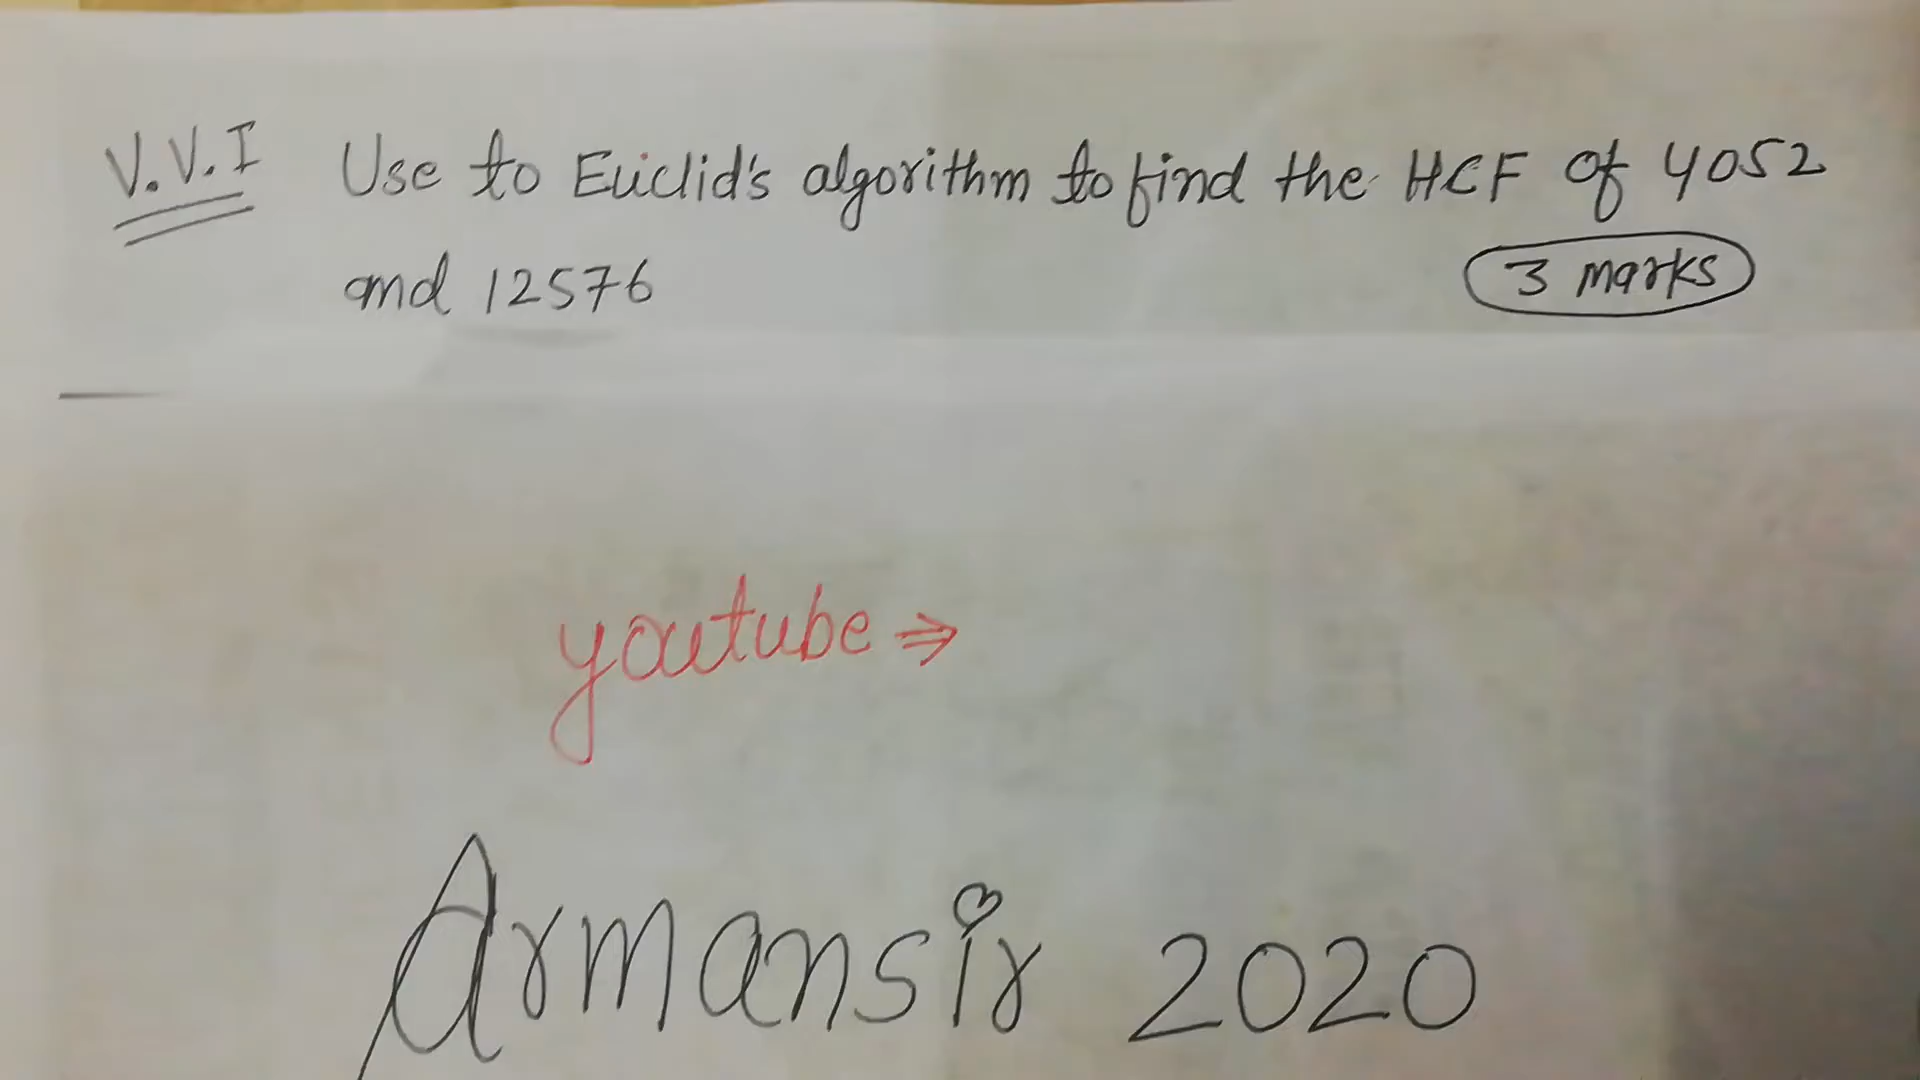 V.V.I Use to Euclid's algorithm to find the HCF of 4052
and 12576
3 marks
youtube ⇒
Armansir 2020